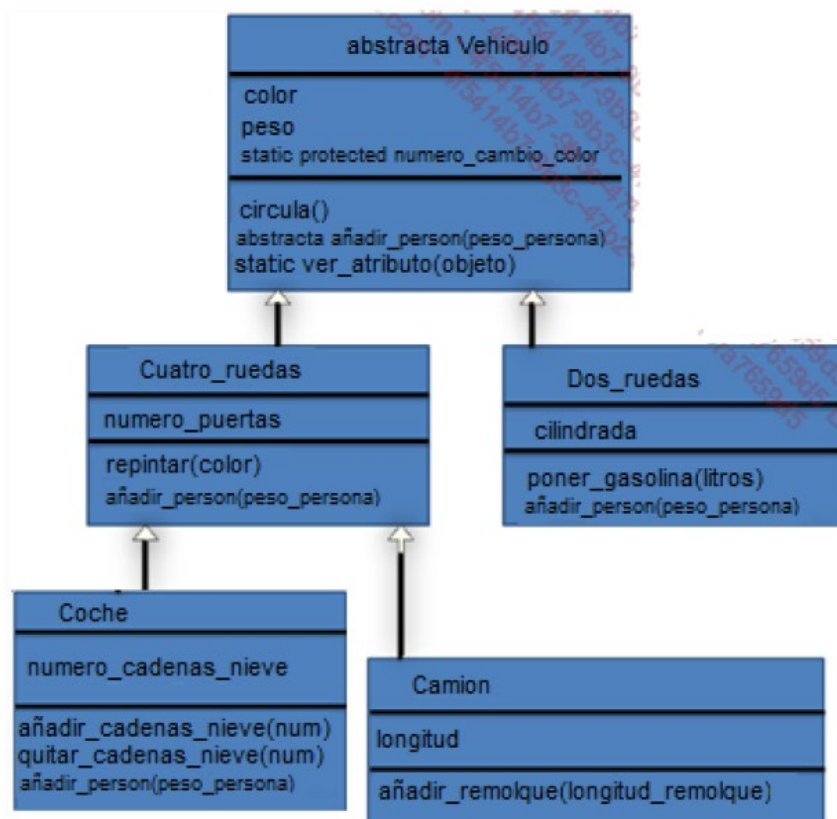 abstracta Vehiculo
color
peso
static protected numero_cambio_color
circula()
abstracta añadir_person(peso_persona)
static ver_atributo(objeto)
Cuatro_ruedas
numero_puertas
repintar(color)
añadir_person(peso_persona)
Dos_ruedas
cilindrada
poner_gasolina(litros)
añadir_person(peso_persona)
Coche
numero_cadenas_nieve
añadir_cadenas_nieve(num)
quitar_cadenas_nieve(num)
añadir_person(peso_persona)
Camion
longitud
añadir_remolque(longitud_remolque)